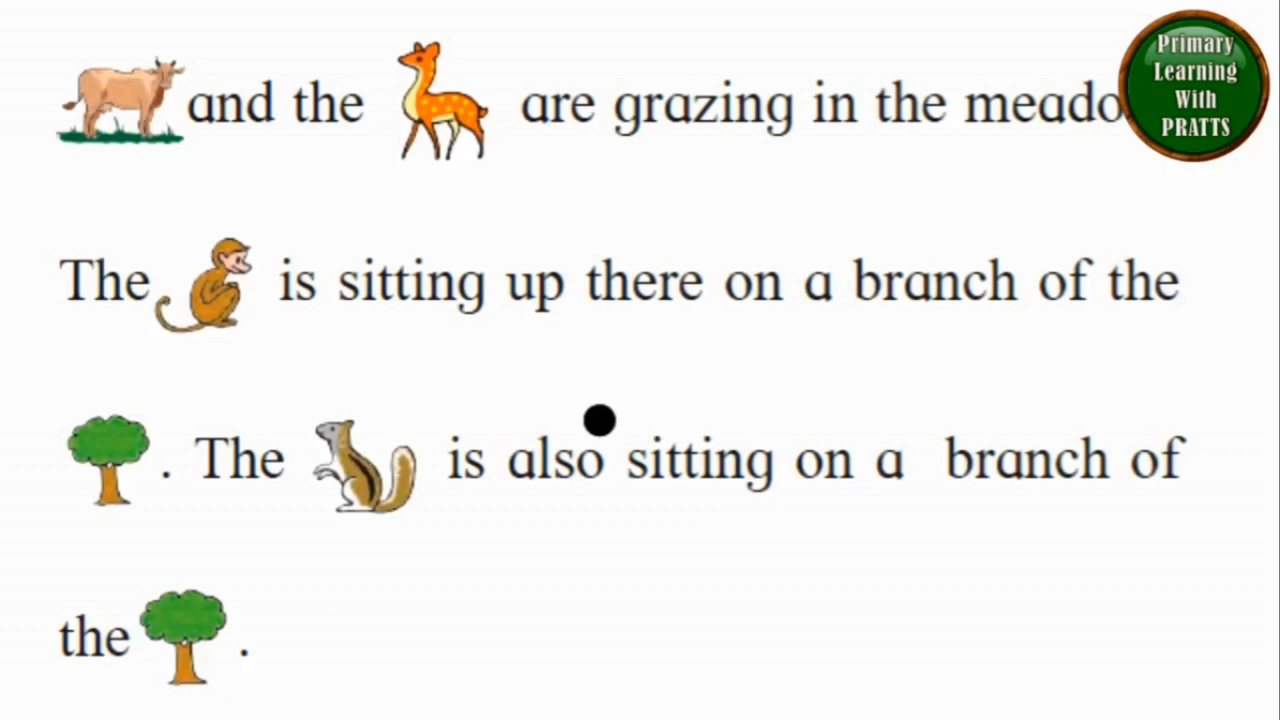 and the are grazing in the meado
The is sitting up there on a branch of the
. The is also sitting on a branch of
the .
Primary
Learning
With
PRATTS